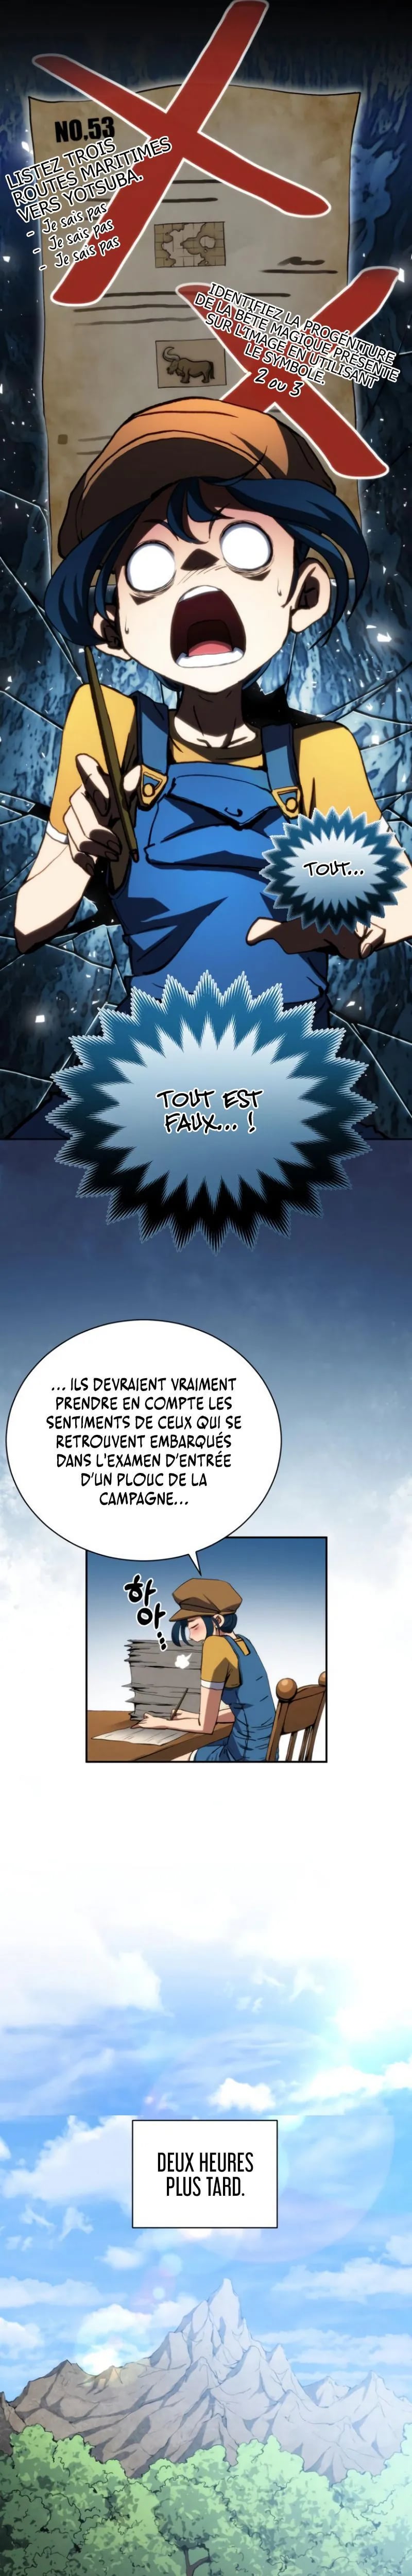 NO.53
LISTEZ TROIS
ROUTES MARITIMES
VERS YOTSUBA.
- Je sais pas
- Je sais pas
- Je sais pas
IDENTIFIEZ LA PROGÉNITURE
DE LA BÊTE MAGIQUE PRÉSENTE
SUR L'IMAGE EN UTILISANT
LE SYMBOLE.
2 ou 3
TOUT...
TOUT EST
FAUX... !
... ILS DEVRAIENT VRAIMENT
PRENDRE EN COMPTE LES
SENTIMENTS DE CEUX QUI SE
RETROUVENT EMBARQUÉS
DANS L'EXAMEN D'ENTRÉE
D'UN PLOUC DE LA
CAMPAGNE...
하
아...
DEUX HEURES
PLUS TARD.